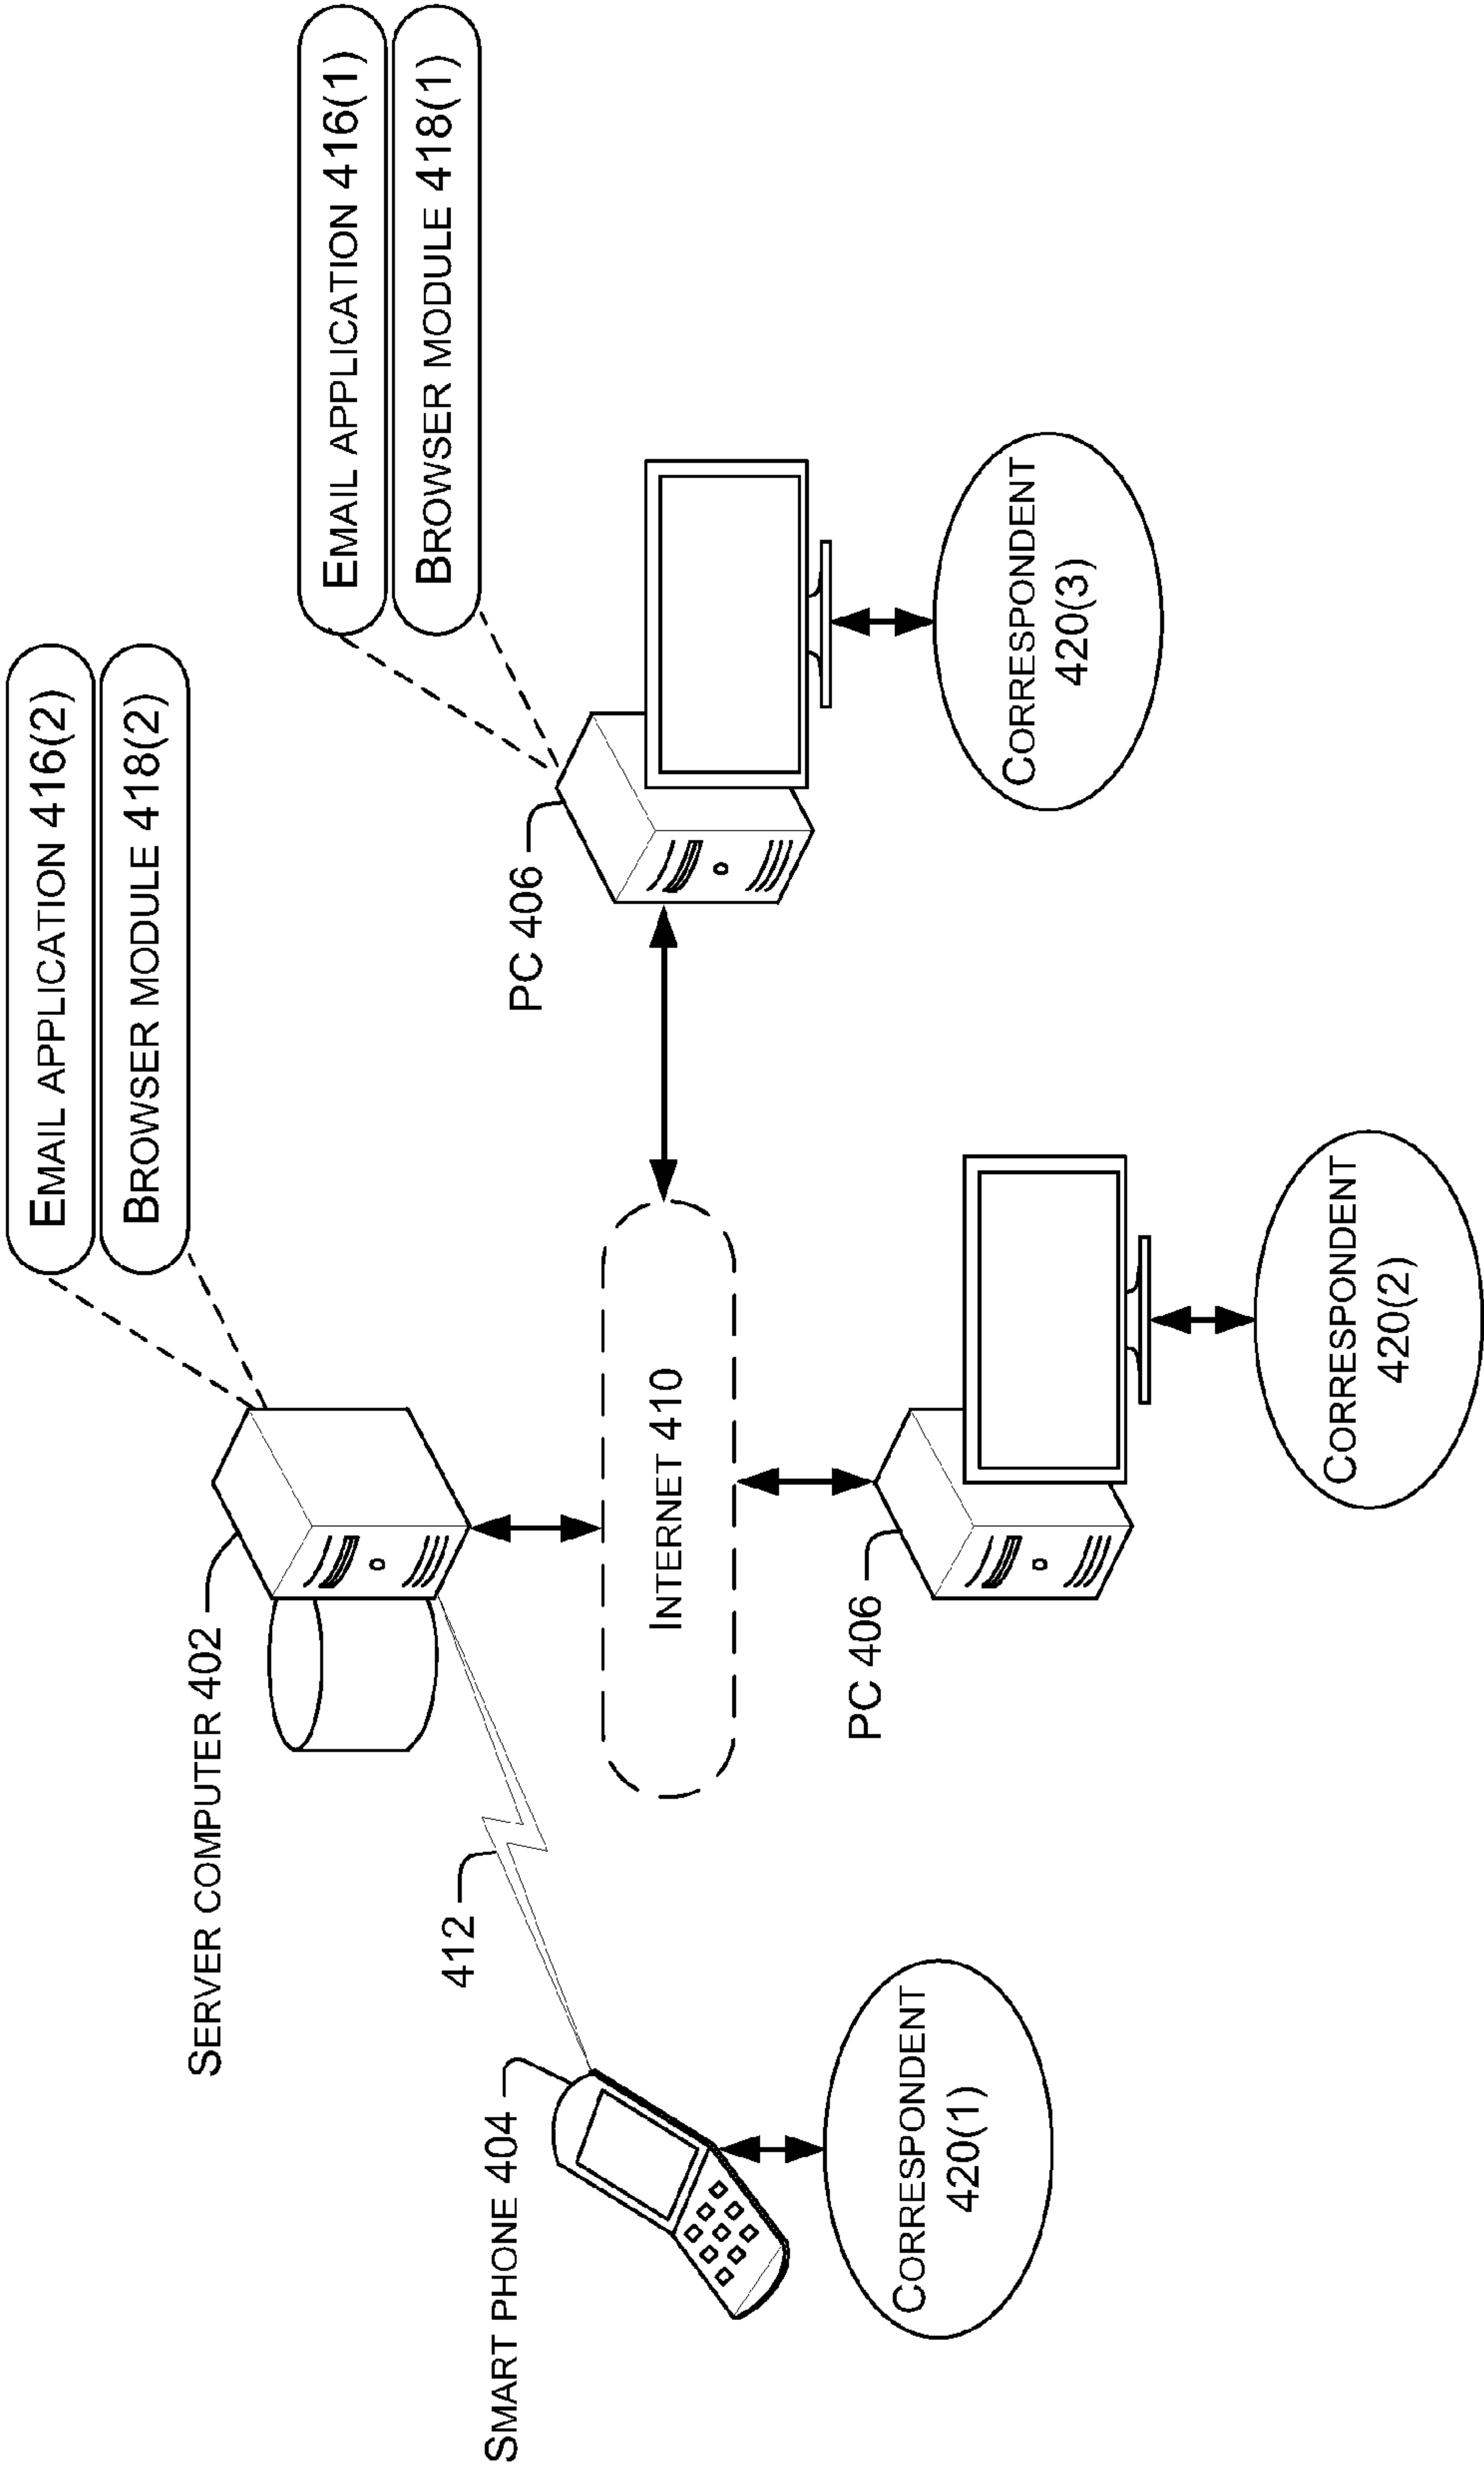 EMAIL APPLICATION 416(2)
BROWSER MODULE 418(2)
SERVER COMPUTER 402
EMAIL APPLICATION 416(1)
BROWSER MODULE 418(1)
412
SMART PHONE 404
PC 406
INTERNET 410
PC 406
CORRESPONDENT
420(1)
CORRESPONDENT
420(3)
CORRESPONDENT
420(2)